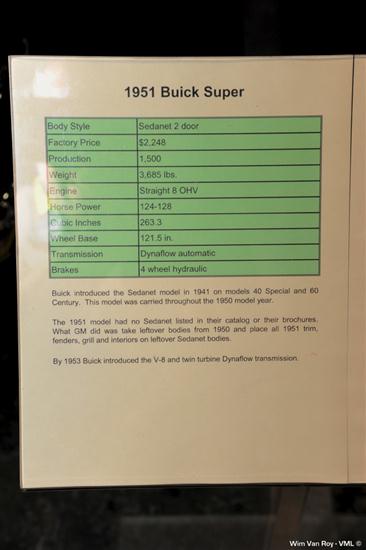 1951 Buick Super
Body Style Sedanet 2 door
Factory Price $2,248
Production 1,500
Weight 3,685 lbs.
Engine Straight 8 OHV
Horse Power 124-128
Cubic Inches 263.3
Wheel Base 121.5 in.
Transmission Dynaflow automatic
Brakes 4 wheel hydraulic
Buick introduced the Sedanet model in 1941 on models 40 Special and 60
Century. This model was carried throughout the 1950 model year.
The 1951 model had no Sedanet listed in their catalog or their brochures.
What GM did was take leftover bodies from 1950 and place all 1951 trim,
fenders, grill and interiors on leftover Sedanet bodies.
By 1953 Buick introduced the V-8 and twin turbine Dynaflow transmission.
Wim Van Roy - VML ©